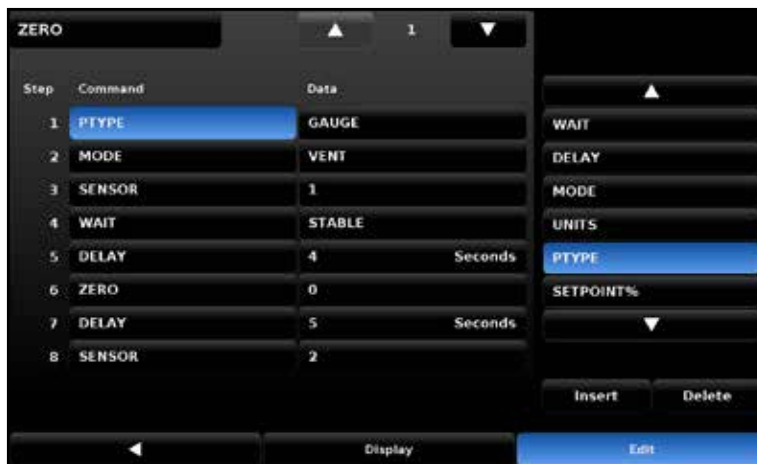 ZERO 1
Step Command Data
1 PTYPE GAUGE
WAIT
2 MODE VENT
DELAY
3 SENSOR 1
MODE
4 WAIT STABLE
UNITS
5 DELAY 4 Seconds
PTYPE
6 ZERO 0
SETPOINT%
7 DELAY 5 Seconds
8 SENSOR 2
Insert Delete
Display Edit